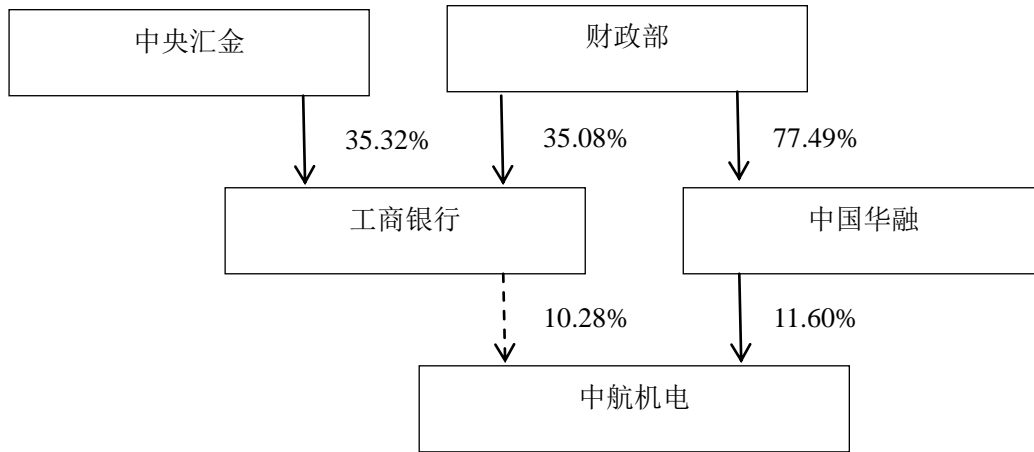 中央汇金
财政部
35.32%
35.08%
77.49%
工商银行
中国华融
10.28%
11.60%
中航机电